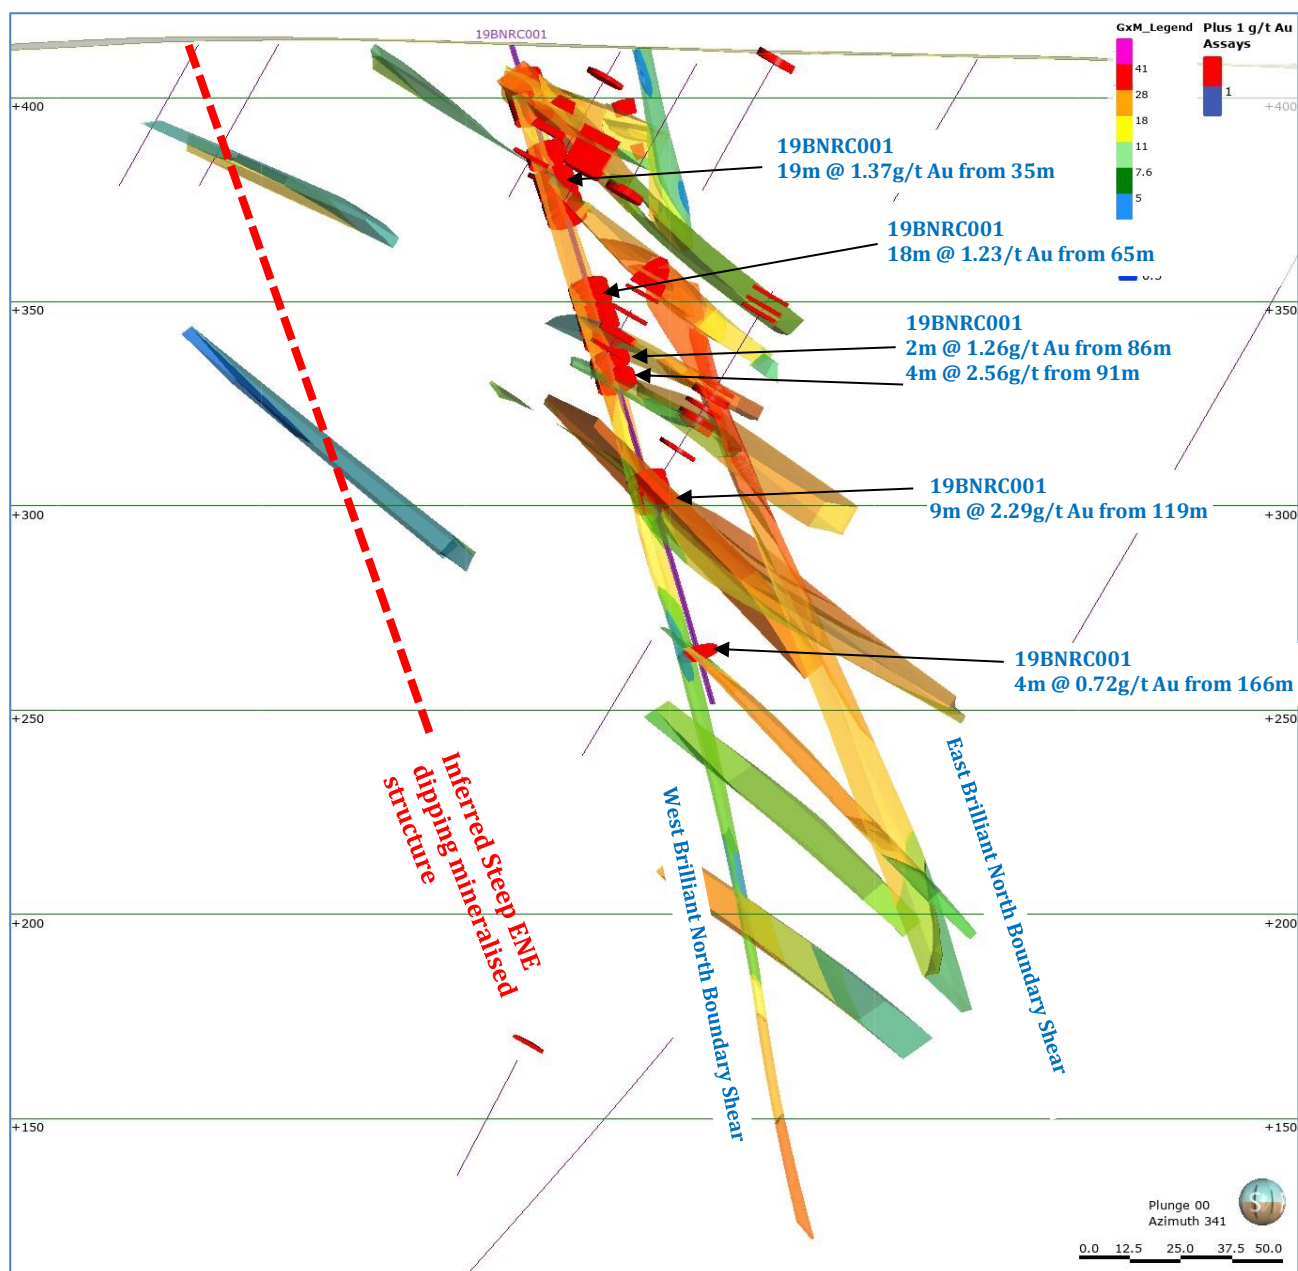 19BNRC001
GxM_Legend
Plus 1 g/t Au
Assays
41
28
18
11
7.6
5
1
+400
+400
19BNRC001
19m @ 1.37g/t Au from 35m
19BNRC001
18m @ 1.23/t Au from 65m
+350
+350
19BNRC001
2m @ 1.26g/t Au from 86m
4m @ 2.56g/t from 91m
19BNRC001
9m @ 2.29g/t Au from 119m
+300
+300
19BNRC001
4m @ 0.72g/t Au from 166m
+250
+250
Inferred Steep ENE
dipping mineralised
structure
West Brilliant North Boundary Shear
East Brilliant North Boundary Shear
+200
+200
+150
+150
Plunge 00
Azimuth 341
S
0.0 12.5 25.0 37.5 50.0